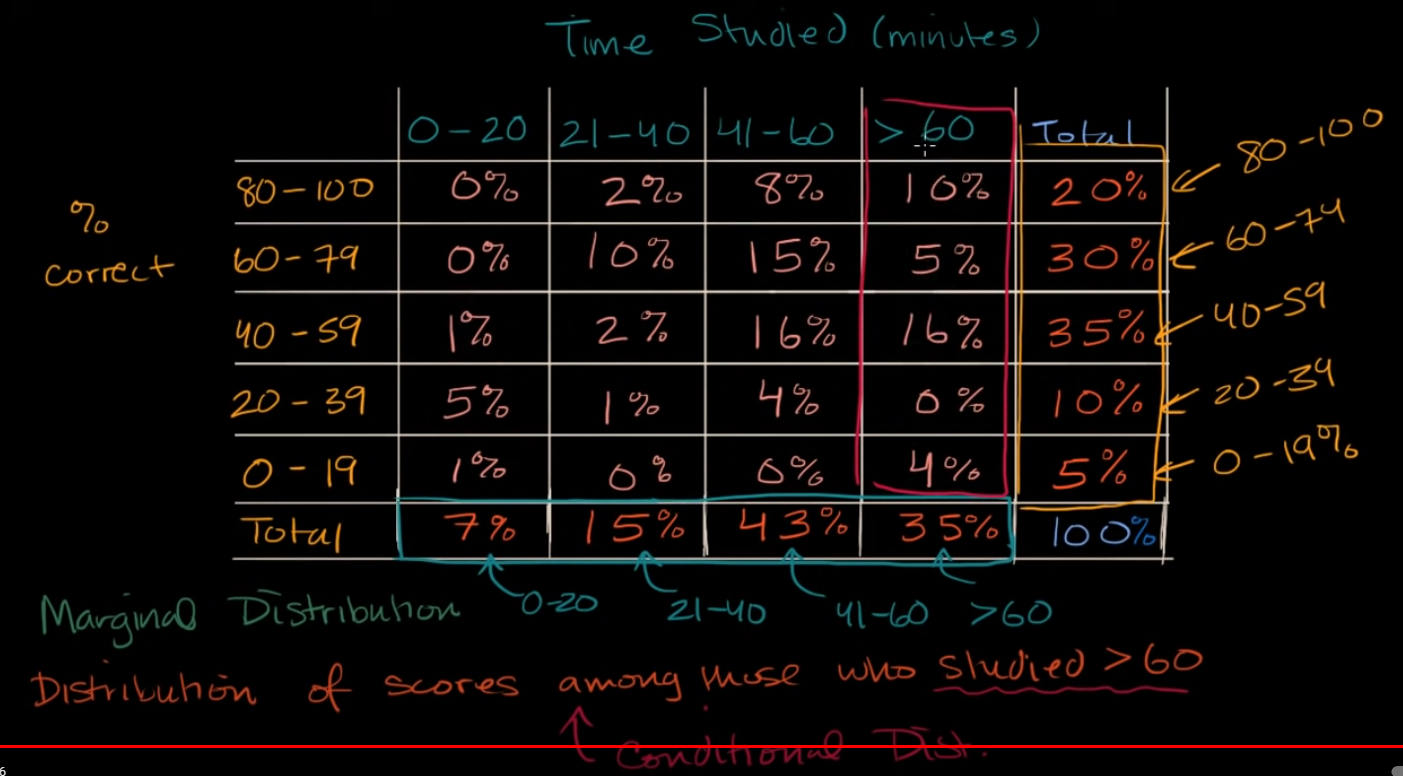 Time Studied (minutes)
0-20 21-40 41-60 >60 Total
80-100 0% 2% 8% 10% 20% 80-100
% correct
60-79 0% 10% 15% 5% 30% 60-79
40-59 1% 2% 16% 16% 35% 40-59
20-39 5% 1% 4% 0% 10% 20-39
0-19 1% 0% 0% 4% 5% 0-19%
Total 7% 15% 43% 35% 100%
Marginal Distribution 0-20 21-40 41-60 >60
Distribution of scores among those who studied >60
Conditional Dist.
6